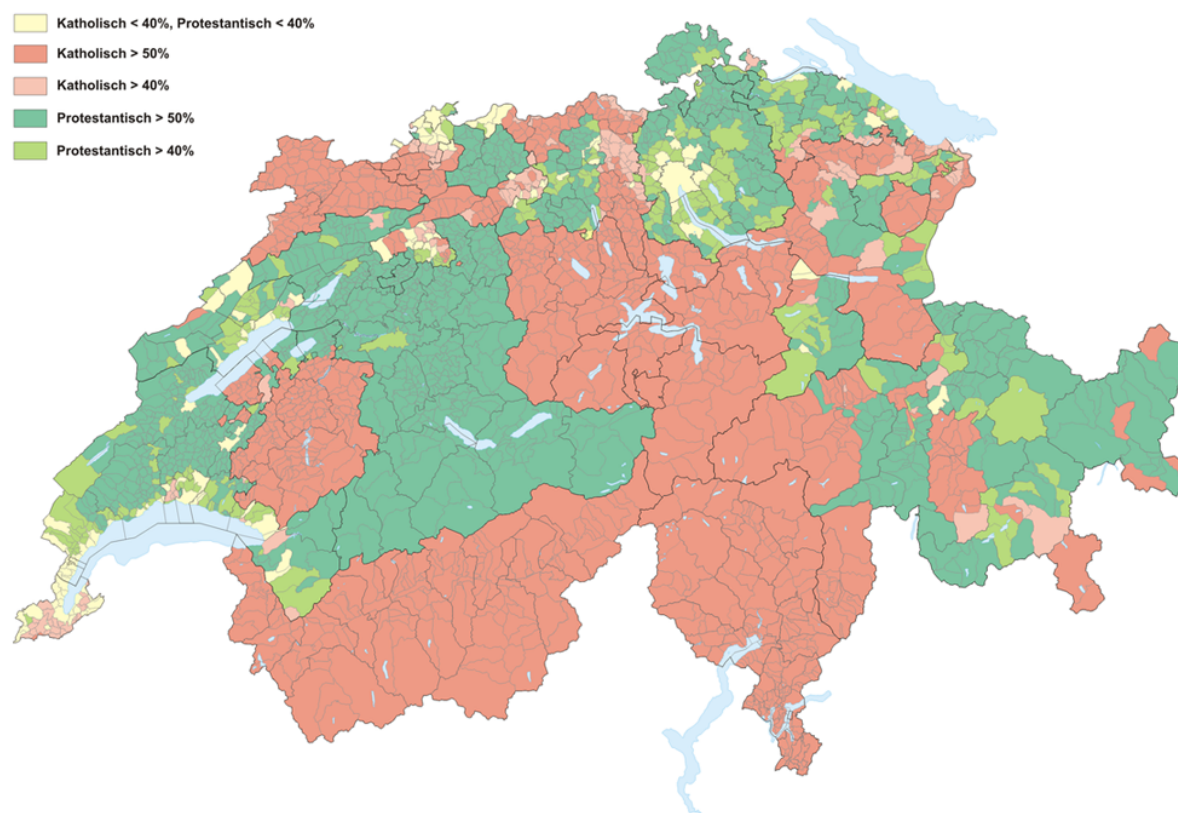 Katholisch < 40%, Protestantisch < 40%
Katholisch > 50%
Katholisch > 40%
Protestantisch > 50%
Protestantisch > 40%